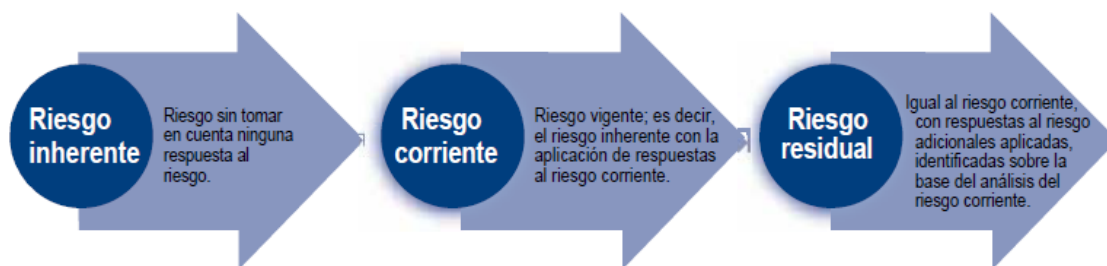 Riesgo
inherente
Riesgo sin tomar
en cuenta ninguna
respuesta al
riesgo.
Riesgo
corriente
Riesgo vigente; es decir,
el riesgo inherente con la
aplicación de respuestas
al riesgo corriente.
Riesgo
residual
Igual al riesgo corriente,
con respuestas al riesgo
adicionales aplicadas,
identificadas sobre la
base del análisis del
riesgo corriente.